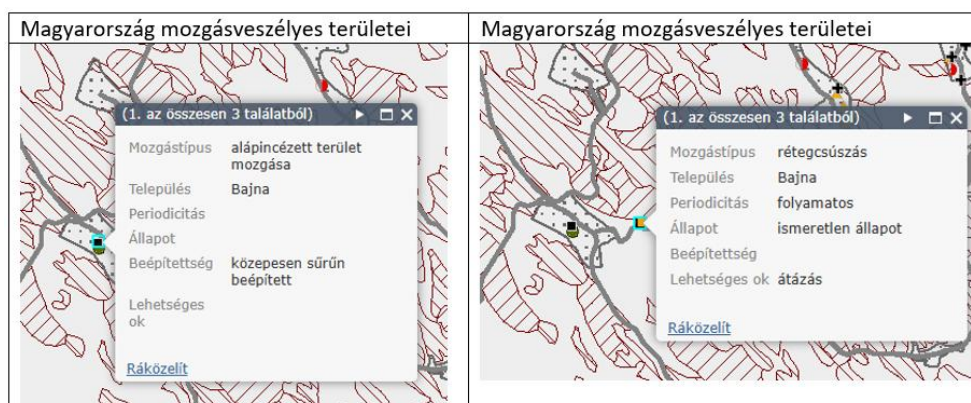 Magyarország mozgásveszélyes területei
(1. az összesen 3 találatból)
Mozgástípus alápincézett terület
mozgása
Település Bajna
Periodicitás
Állapot
Beépítettség közepesen sűrűn
beépített
Lehetséges
ok
Ráközelít
Magyarország mozgásveszélyes területei
(1. az összesen 3 találatból)
Mozgástípus rétegcsúszás
Település Bajna
Periodicitás folyamatos
Állapot ismeretlen állapot
Beépítettség
Lehetséges ok átázás
Ráközelít